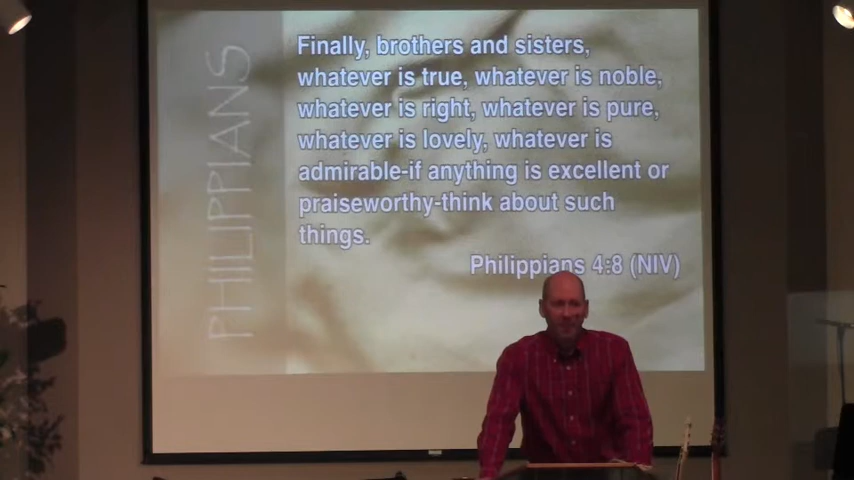 PHILIPPIANS
Finally, brothers and sisters,
whatever is true, whatever is noble,
whatever is right, whatever is pure,
whatever is lovely, whatever is
admirable-if anything is excellent or
praiseworthy-think about such
things.
Philippians 4:8 (NIV)